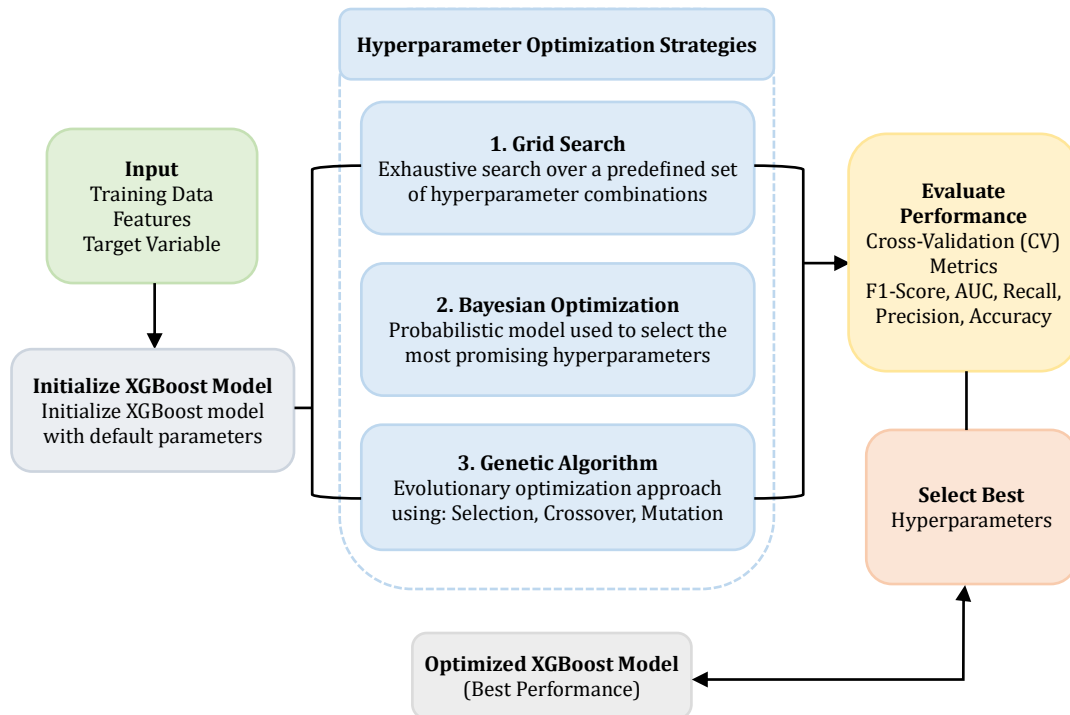 Hyperparameter Optimization Strategies
Input
Training Data
Features
Target Variable
Initialize XGBoost Model
Initialize XGBoost model
with default parameters
1. Grid Search
Exhaustive search over a predefined set
of hyperparameter combinations
2. Bayesian Optimization
Probabilistic model used to select the
most promising hyperparameters
3. Genetic Algorithm
Evolutionary optimization approach
using: Selection, Crossover, Mutation
Evaluate
Performance
Cross-Validation (CV)
Metrics
F1-Score, AUC, Recall,
Precision, Accuracy
Select Best
Hyperparameters
Optimized XGBoost Model
(Best Performance)